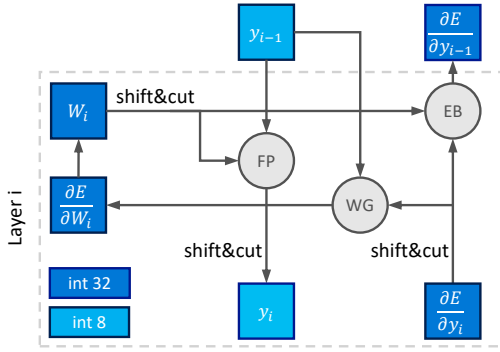 y_{i-1}
∂E
∂y_{i-1}
shift&cut
W_i
EB
FP
∂E
∂W_i
WG
Layer i
shift&cut
shift&cut
int 32
int 8
y_i
∂E
∂y_i